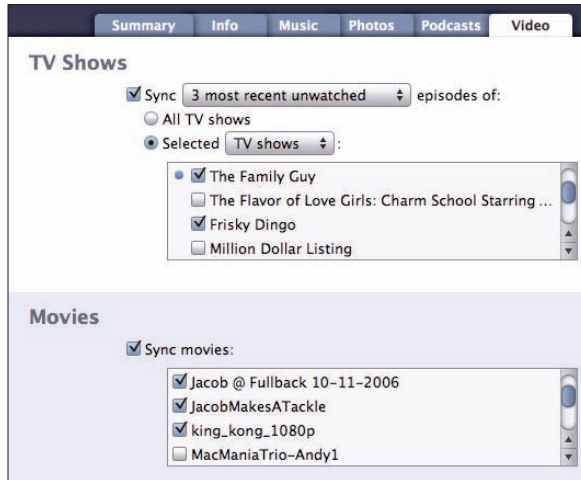 Summary Info Music Photos Podcasts Video
TV Shows
Sync 3 most recent unwatched episodes of:
All TV shows
Selected TV shows :
The Family Guy
The Flavor of Love Girls: Charm School Starring ...
Frisky Dingo
Million Dollar Listing
Movies
Sync movies:
Jacob @ Fullback 10-11-2006
JacobMakesATackle
king_kong_1080p
MacManiaTrio-Andy1